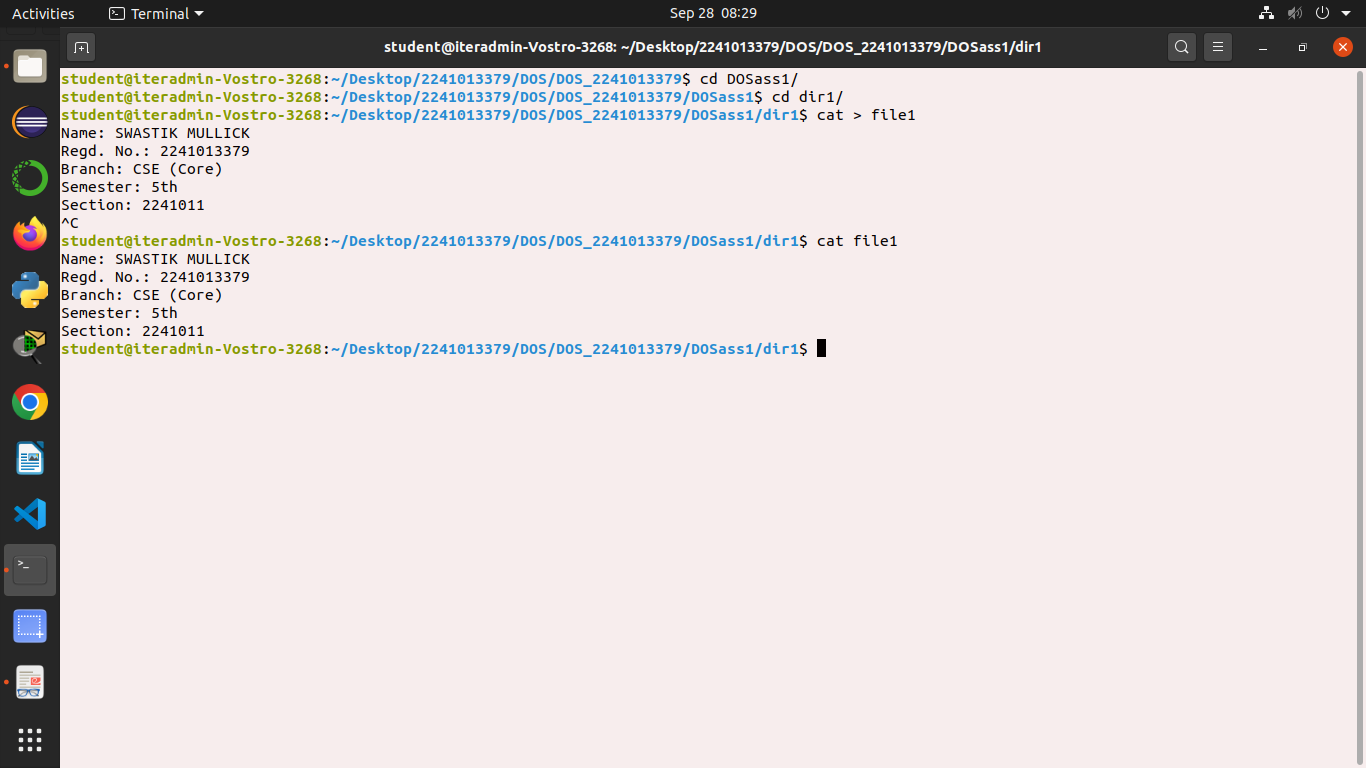 Activities Terminal Sep 28 08:29
student@iteradmin-Vostro-3268: ~/Desktop/2241013379/DOS/DOS_2241013379/DOSass1/dir1
student@iteradmin-Vostro-3268:~/Desktop/2241013379/DOS/DOS_2241013379$ cd DOSass1/
student@iteradmin-Vostro-3268:~/Desktop/2241013379/DOS/DOS_2241013379/DOSass1$ cd dir1/
student@iteradmin-Vostro-3268:~/Desktop/2241013379/DOS/DOS_2241013379/DOSass1/dir1$ cat > file1
Name: SWASTIK MULLICK
Regd. No.: 2241013379
Branch: CSE (Core)
Semester: 5th
Section: 2241011
^C
student@iteradmin-Vostro-3268:~/Desktop/2241013379/DOS/DOS_2241013379/DOSass1/dir1$ cat file1
Name: SWASTIK MULLICK
Regd. No.: 2241013379
Branch: CSE (Core)
Semester: 5th
Section: 2241011
student@iteradmin-Vostro-3268:~/Desktop/2241013379/DOS/DOS_2241013379/DOSass1/dir1$